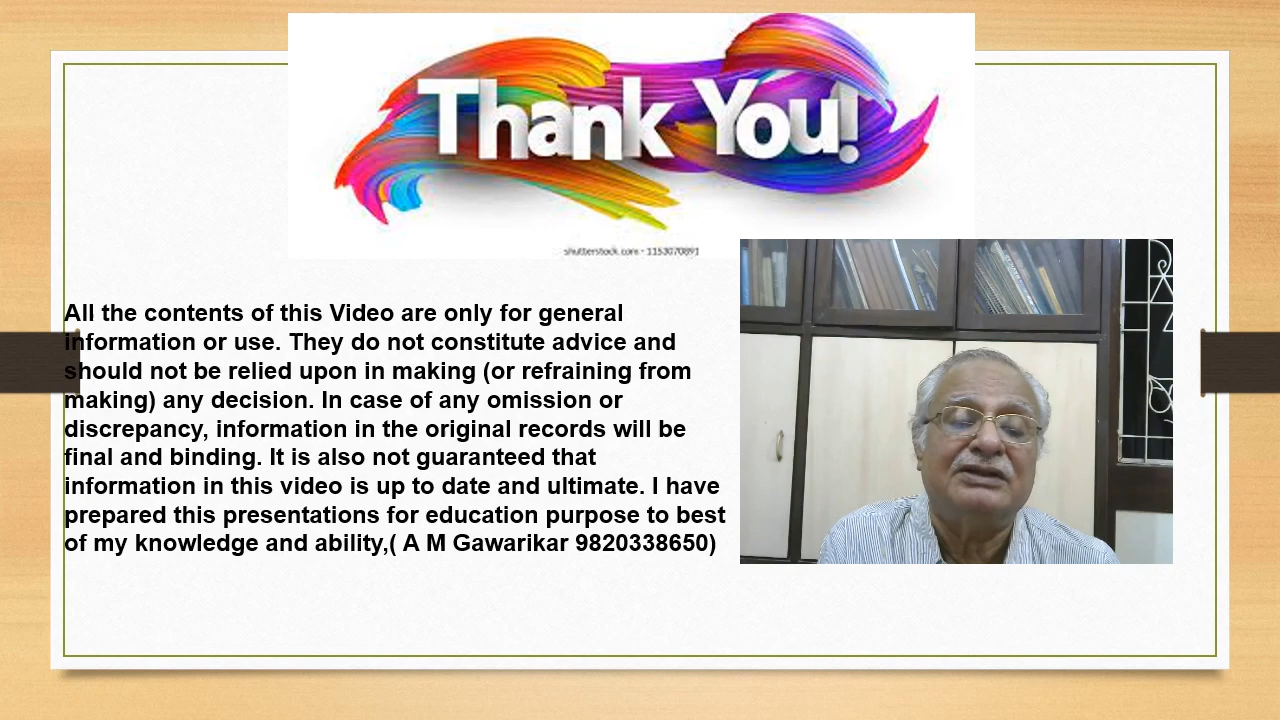 Thank You!
shutterstock.com · 1153070891
All the contents of this Video are only for general
information or use. They do not constitute advice and
should not be relied upon in making (or refraining from
making) any decision. In case of any omission or
discrepancy, information in the original records will be
final and binding. It is also not guaranteed that
information in this video is up to date and ultimate. I have
prepared this presentations for education purpose to best
of my knowledge and ability,( A M Gawarikar 9820338650)